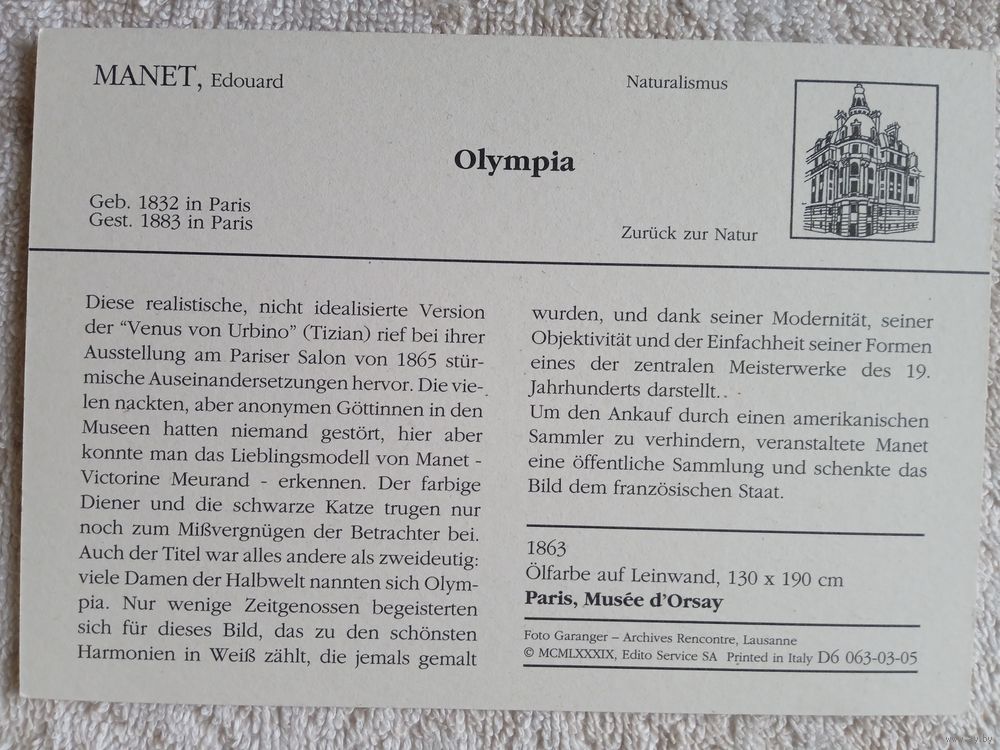 MANET, Edouard
Naturalismus
Olympia
Geb. 1832 in Paris
Gest. 1883 in Paris
Zurück zur Natur
Diese realistische, nicht idealisierte Version
der “Venus von Urbino” (Tizian) rief bei ihrer
Ausstellung am Pariser Salon von 1865 stür-
mische Auseinandersetzungen hervor. Die vie-
len nackten, aber anonymen Göttinnen in den
Museen hatten niemand gestört, hier aber
konnte man das Lieblingsmodell von Manet -
Victorine Meurand - erkennen. Der farbige
Diener und die schwarze Katze trugen nur
noch zum Mißvergnügen der Betrachter bei.
Auch der Titel war alles andere als zweideutig:
viele Damen der Halbwelt nannten sich Olym-
pia. Nur wenige Zeitgenossen begeisterten
sich für dieses Bild, das zu den schönsten
Harmonien in Weiß zählt, die jemals gemalt
wurden, und dank seiner Modernität, seiner
Objektivität und der Einfachheit seiner Formen
eines der zentralen Meisterwerke des 19.
Jahrhunderts darstellt..
Um den Ankauf durch einen amerikanischen
Sammler zu verhindern, veranstaltete Manet
eine öffentliche Sammlung und schenkte das
Bild dem französischen Staat.
1863
Ölfarbe auf Leinwand, 130 x 190 cm
Paris, Musée d'Orsay
Foto Garanger – Archives Rencontre, Lausanne
© MCMLXXXIX, Edito Service SA Printed in Italy D6 063-03-05